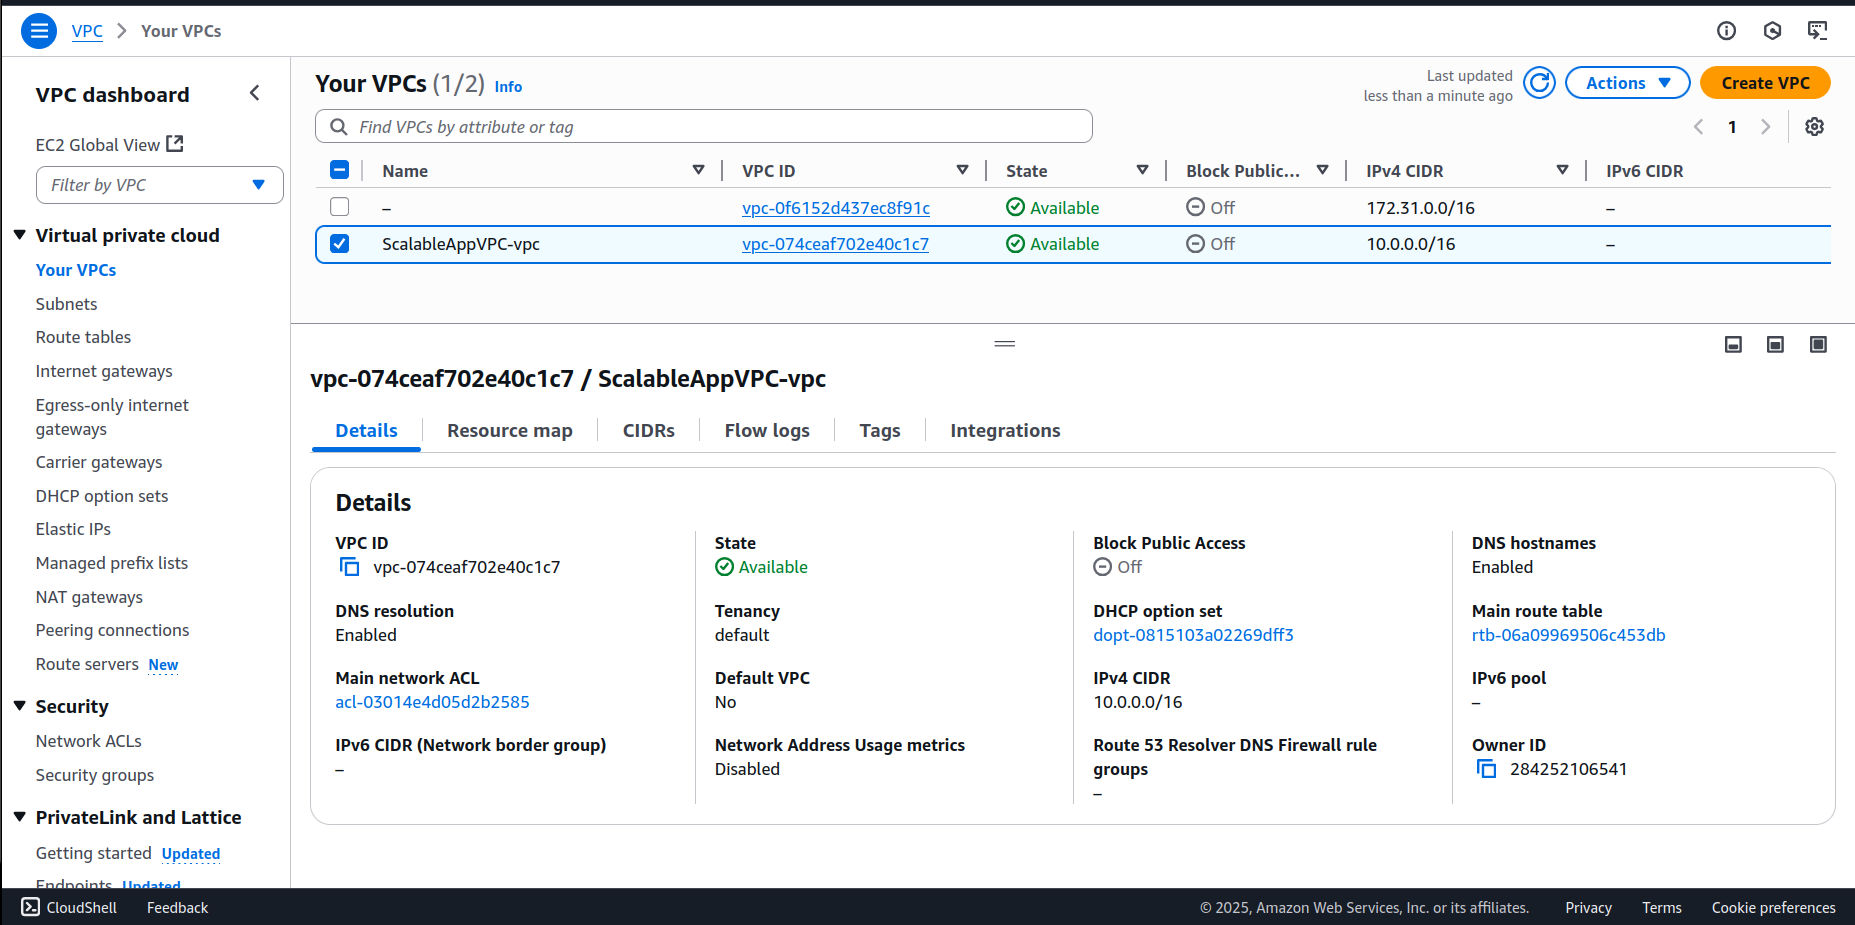 VPC > Your VPCs
VPC dashboard
EC2 Global View
Filter by VPC
Virtual private cloud
Your VPCs
Subnets
Route tables
Internet gateways
Egress-only internet
gateways
Carrier gateways
DHCP option sets
Elastic IPs
Managed prefix lists
NAT gateways
Peering connections
Route servers New
Security
Network ACLs
Security groups
PrivateLink and Lattice
Getting started Updated
Endpoints Updated
Your VPCs (1/2) Info
Last updated
less than a minute ago
Actions
Create VPC
Find VPCs by attribute or tag
1
Name VPC ID State Block Public... IPv4 CIDR IPv6 CIDR
– vpc-0f6152d437ec8f91c Available Off 172.31.0.0/16 –
ScalableAppVPC-vpc vpc-074ceaf702e40c1c7 Available Off 10.0.0.0/16 –
vpc-074ceaf702e40c1c7 / ScalableAppVPC-vpc
Details Resource map CIDRs Flow logs Tags Integrations
Details
VPC ID
vpc-074ceaf702e40c1c7
State
Available
Block Public Access
Off
DNS hostnames
Enabled
DNS resolution
Enabled
Tenancy
default
DHCP option set
dopt-0815103a02269dff3
Main route table
rtb-06a09969506c453db
Main network ACL
acl-03014e4d05d2b2585
Default VPC
No
IPv4 CIDR
10.0.0.0/16
IPv6 pool
–
IPv6 CIDR (Network border group)
–
Network Address Usage metrics
Disabled
Route 53 Resolver DNS Firewall rule
groups
–
Owner ID
284252106541
CloudShell Feedback
© 2025, Amazon Web Services, Inc. or its affiliates. Privacy Terms Cookie preferences